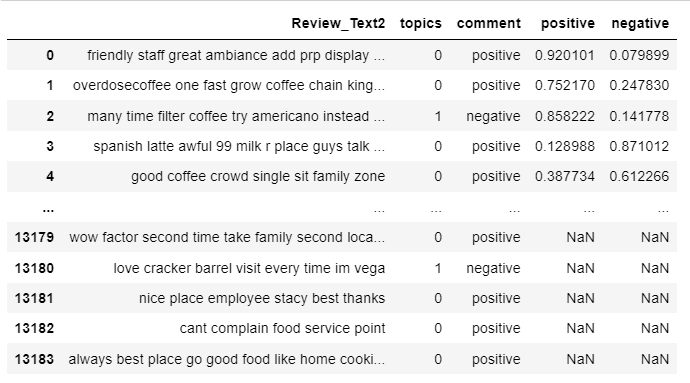 Review_Text2 topics comment positive negative
0 friendly staff great ambiance add prp display ... 0 positive 0.920101 0.079899
1 overdosecoffee one fast grow coffee chain king... 0 positive 0.752170 0.247830
2 many time filter coffee try americano instead ... 1 negative 0.858222 0.141778
3 spanish latte awful 99 milk r place guys talk ... 0 positive 0.128988 0.871012
4 good coffee crowd single sit family zone 0 positive 0.387734 0.612266
... ... ... ... ... ...
13179 wow factor second time take family second loca... 0 positive NaN NaN
13180 love cracker barrel visit every time im vega 1 negative NaN NaN
13181 nice place employee stacy best thanks 0 positive NaN NaN
13182 cant complain food service point 0 positive NaN NaN
13183 always best place go good food like home cooki... 0 positive NaN NaN